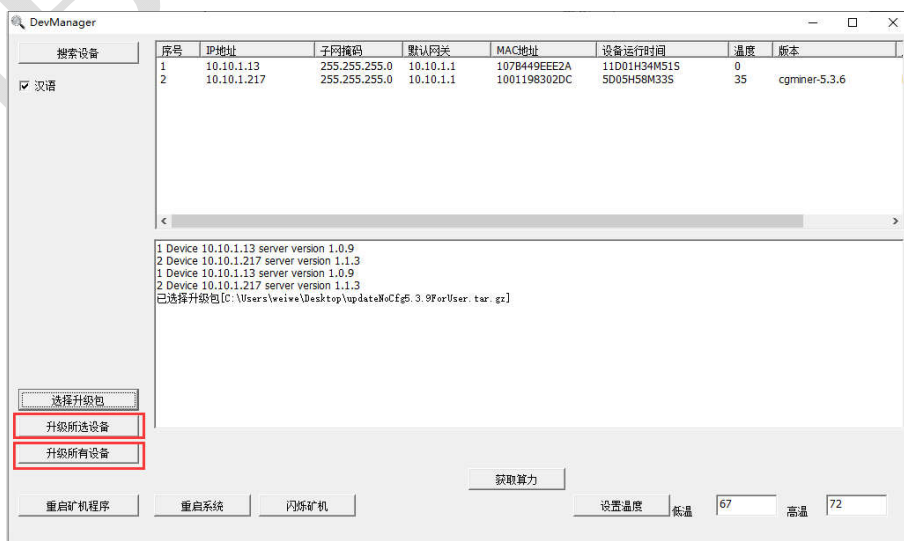 DevManager
搜索设备
汉语
序号 IP地址 子网掩码 默认网关 MAC地址 设备运行时间 温度 版本
1 10.10.1.13 255.255.255.0 10.10.1.1 107B449EEE2A 11D01H34M51S 0
2 10.10.1.217 255.255.255.0 10.10.1.1 1001198302DC 5D05H58M33S 35 cgminer-5.3.6
1 Device 10.10.1.13 server version 1.0.9
2 Device 10.10.1.217 server version 1.1.3
1 Device 10.10.1.13 server version 1.0.9
2 Device 10.10.1.217 server version 1.1.3
已选择升级包[C:\Users\weiwe\Desktop\updateNoCfg5.3.9ForUser.tar.gz]
选择升级包
升级所选设备
升级所有设备
获取算力
重启矿机程序 重启系统 闪烁矿机 设置温度 低温 67 高温 72